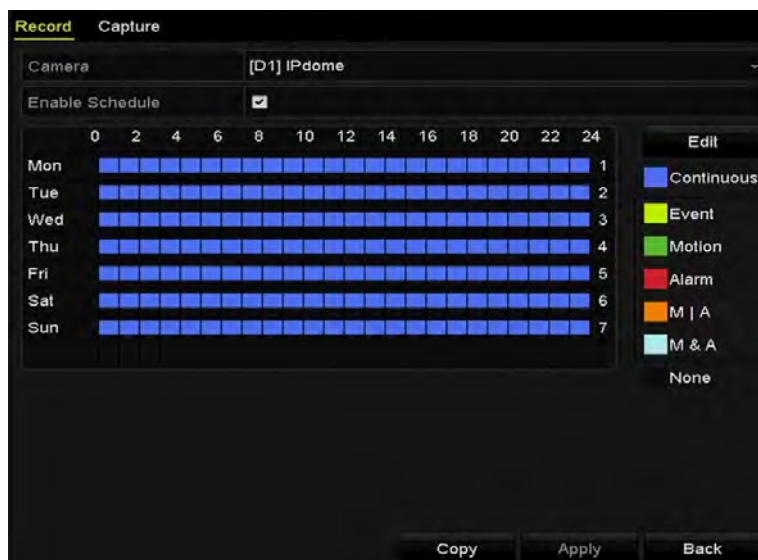 Record Capture
Camera [D1] IPdome
Enable Schedule
0 2 4 6 8 10 12 14 16 18 20 22 24
Edit
Mon 1
Continuous
Tue 2
Wed 3
Event
Thu 4
Motion
Fri 5
Alarm
Sat 6
M | A
Sun 7
M & A
None
Copy Apply Back